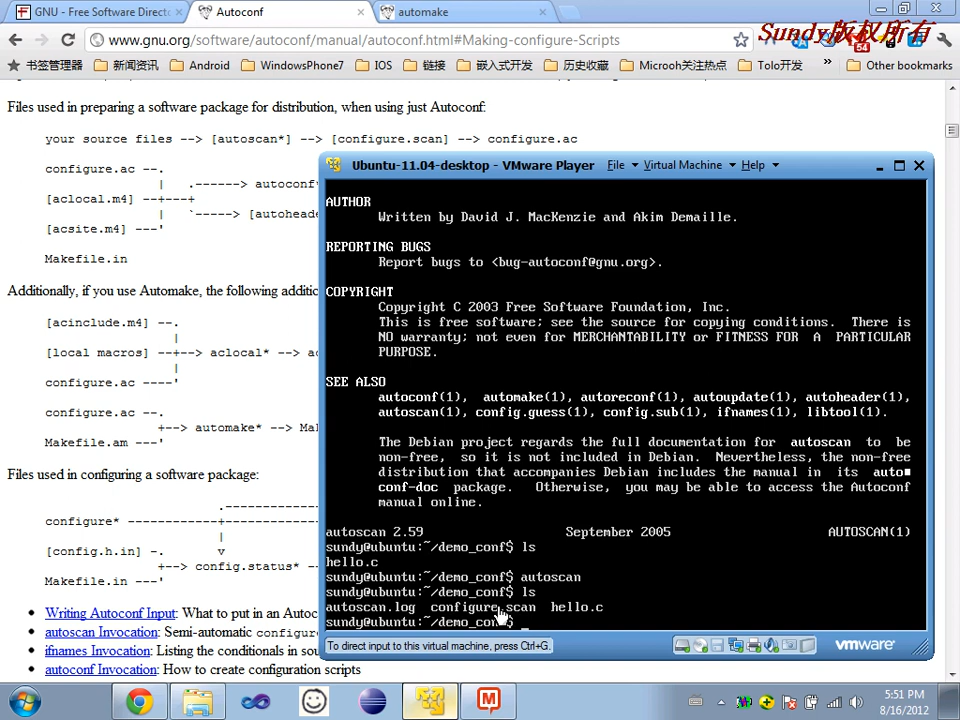 GNU - Free Software Direct
Autoconf
automake
Sundy版权所有
www.gnu.org/software/autoconf/manual/autoconf.html#Making-configure-Scripts
54
书签管理器
新闻资讯
Android
WindowsPhone7
IOS
链接
嵌入式开发
历史收藏
Microoh关注热点
Tolo开发
»
Other bookmarks
Files used in preparing a software package for distribution, when using just Autoconf:
your source files --> [autoscan*] --> [configure.scan] --> configure.ac
configure.ac --.
| .------> autoconf
[aclocal.m4] --+---+
| `-----> [autoheade
[acsite.m4] ---'
Makefile.in
Additionally, if you use Automake, the following additio
[acinclude.m4] --.
|
[local macros] --+--> aclocal* --> ac
|
configure.ac ----'
configure.ac --.
+--> automake* --> Ma
Makefile.am ---'
Files used in configuring a software package:
.-----------
configure* ------------+---------
|
[config.h.in] -. v
+--> config.status*
Makefile.in ---'
Writing Autoconf Input: What to put in an Autoc
autoscan Invocation: Semi-automatic configure
ifnames Invocation: Listing the conditionals in sou
autoconf Invocation: How to create configuration scripts
Ubuntu-11.04-desktop - VMware Player File Virtual Machine Help
AUTHOR
Written by David J. MacKenzie and Akim Demaille.
REPORTING BUGS
Report bugs to <bug-autoconf@gnu.org>.
COPYRIGHT
Copyright C 2003 Free Software Foundation, Inc.
This is free software; see the source for copying conditions. There is
NO warranty; not even for MERCHANTABILITY or FITNESS FOR A PARTICULAR
PURPOSE.
SEE ALSO
autoconf(1), automake(1), autoreconf(1), autoupdate(1), autoheader(1),
autoscan(1), config.guess(1), config.sub(1), ifnames(1), libtool(1).
The Debian project regards the full documentation for autoscan to be
non-free, so it is not included in Debian. Nevertheless, the non-free
distribution that accompanies Debian includes the manual in its auto■
conf-doc package. Otherwise, you may be able to access the Autoconf
manual online.
autoscan 2.59 September 2005 AUTOSCAN(1)
sundy@ubuntu:~/demo_conf$ ls
hello.c
sundy@ubuntu:~/demo_conf$ autoscan
sundy@ubuntu:~/demo_conf$ ls
autoscan.log configure.scan hello.c
sundy@ubuntu:~/demo_conf$ _
To direct input to this virtual machine, press Ctrl+G.
vmware
5:51 PM
8/16/2012